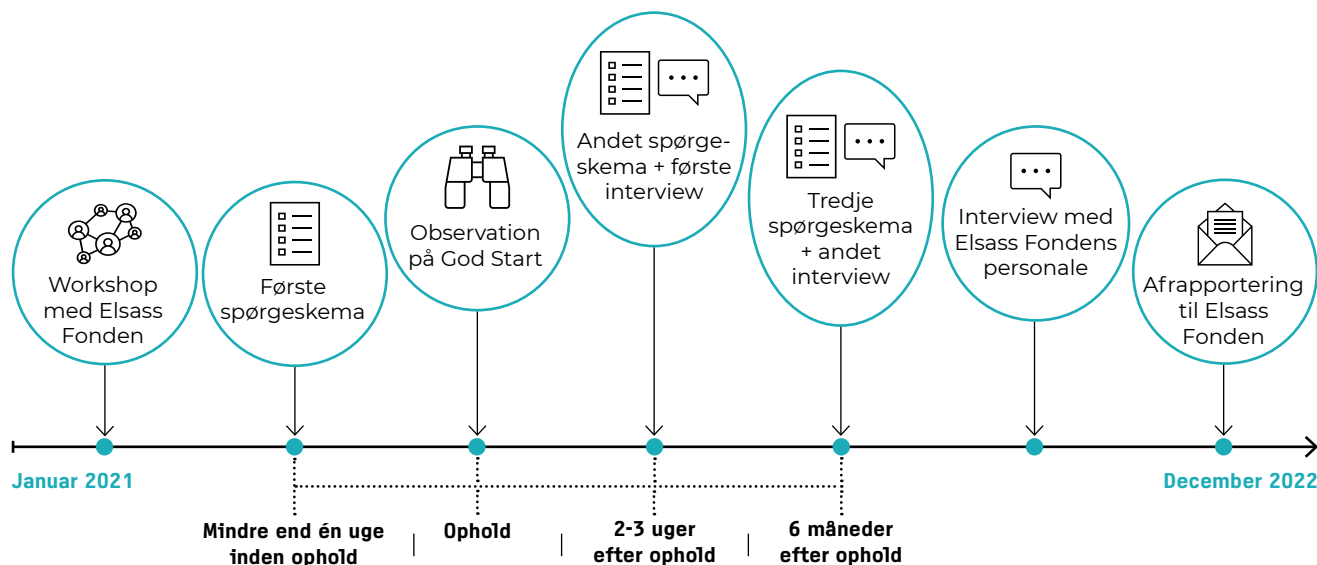 Workshop
med Elsass
Fonden
Første
spørgeskema
Observation
på God Start
Andet spørge-
skema + første
interview
Tredje
spørgeskema
+ andet
interview
Interview med
Elsass Fondens
personale
Afrapportering
til Elsass
Fonden
Januar 2021
December 2022
Mindre end én uge
inden ophold
Ophold
2-3 uger
efter ophold
6 måneder
efter ophold